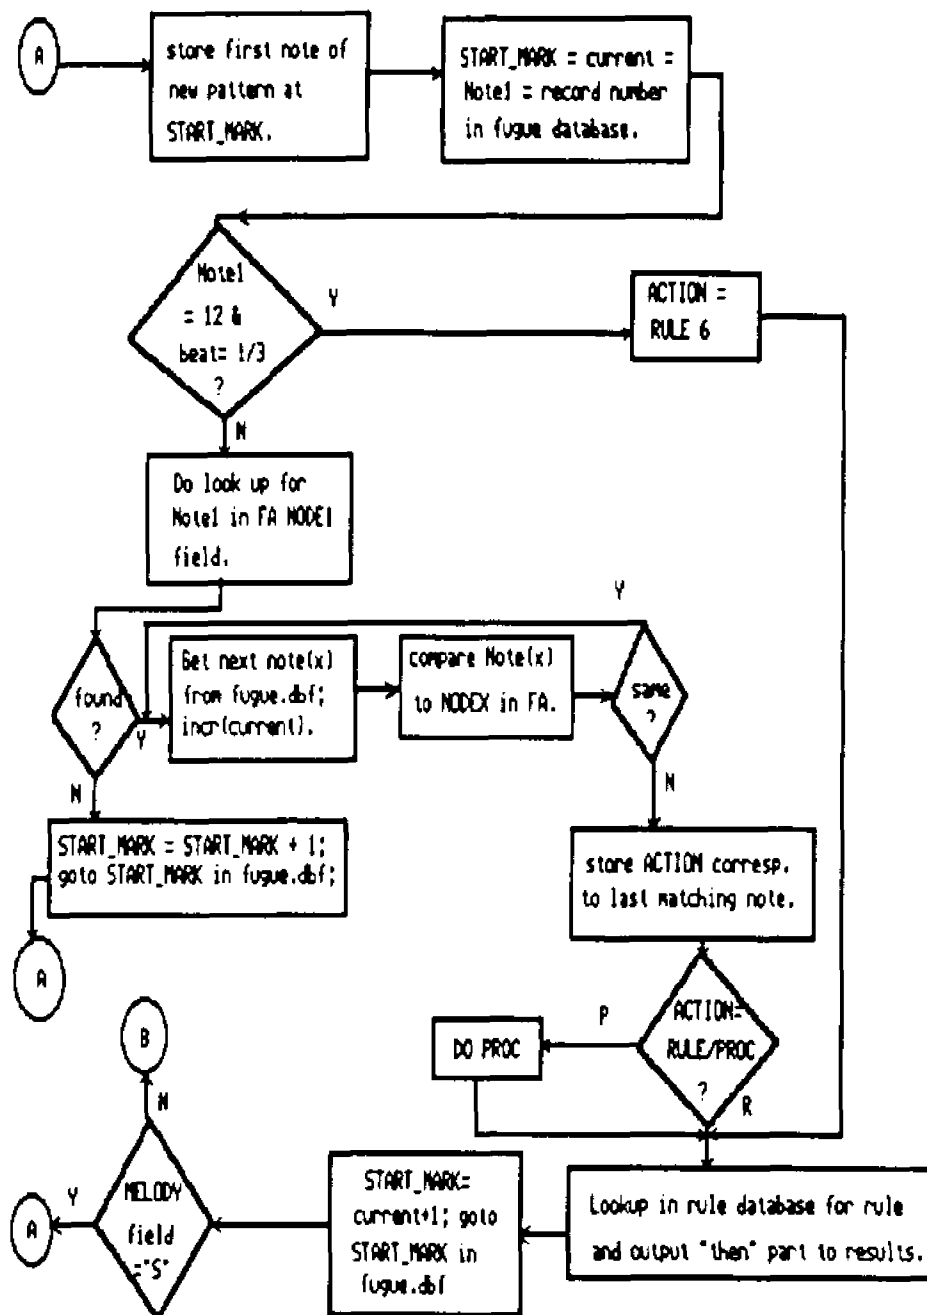 A
store first note of
new pattern at
START_MARK.
START_MARK = current =
Note1 = record number
in fugue database.
Note1
= 12 &
beat= 1/3
?
Y
ACTION =
RULE 6
N
Do look up for
Note1 in FA NODE1
field.
Y
found
?
Y
Get next note(x)
from fugue.dbf;
incr(current).
compare Note(x)
to NODEX in FA.
same
?
N
N
START_MARK = START_MARK + 1;
goto START_MARK in fugue.dbf;
store ACTION corresp.
to last matching note.
A
B
P
ACTION=
RULE/PROC
?
DO PROC
R
N
Y
MELODY
field
="S"
A
START_MARK=
current+1; goto
START_MARK in
fugue.dbf
Lookup in rule database for rule
and output "then" part to results.